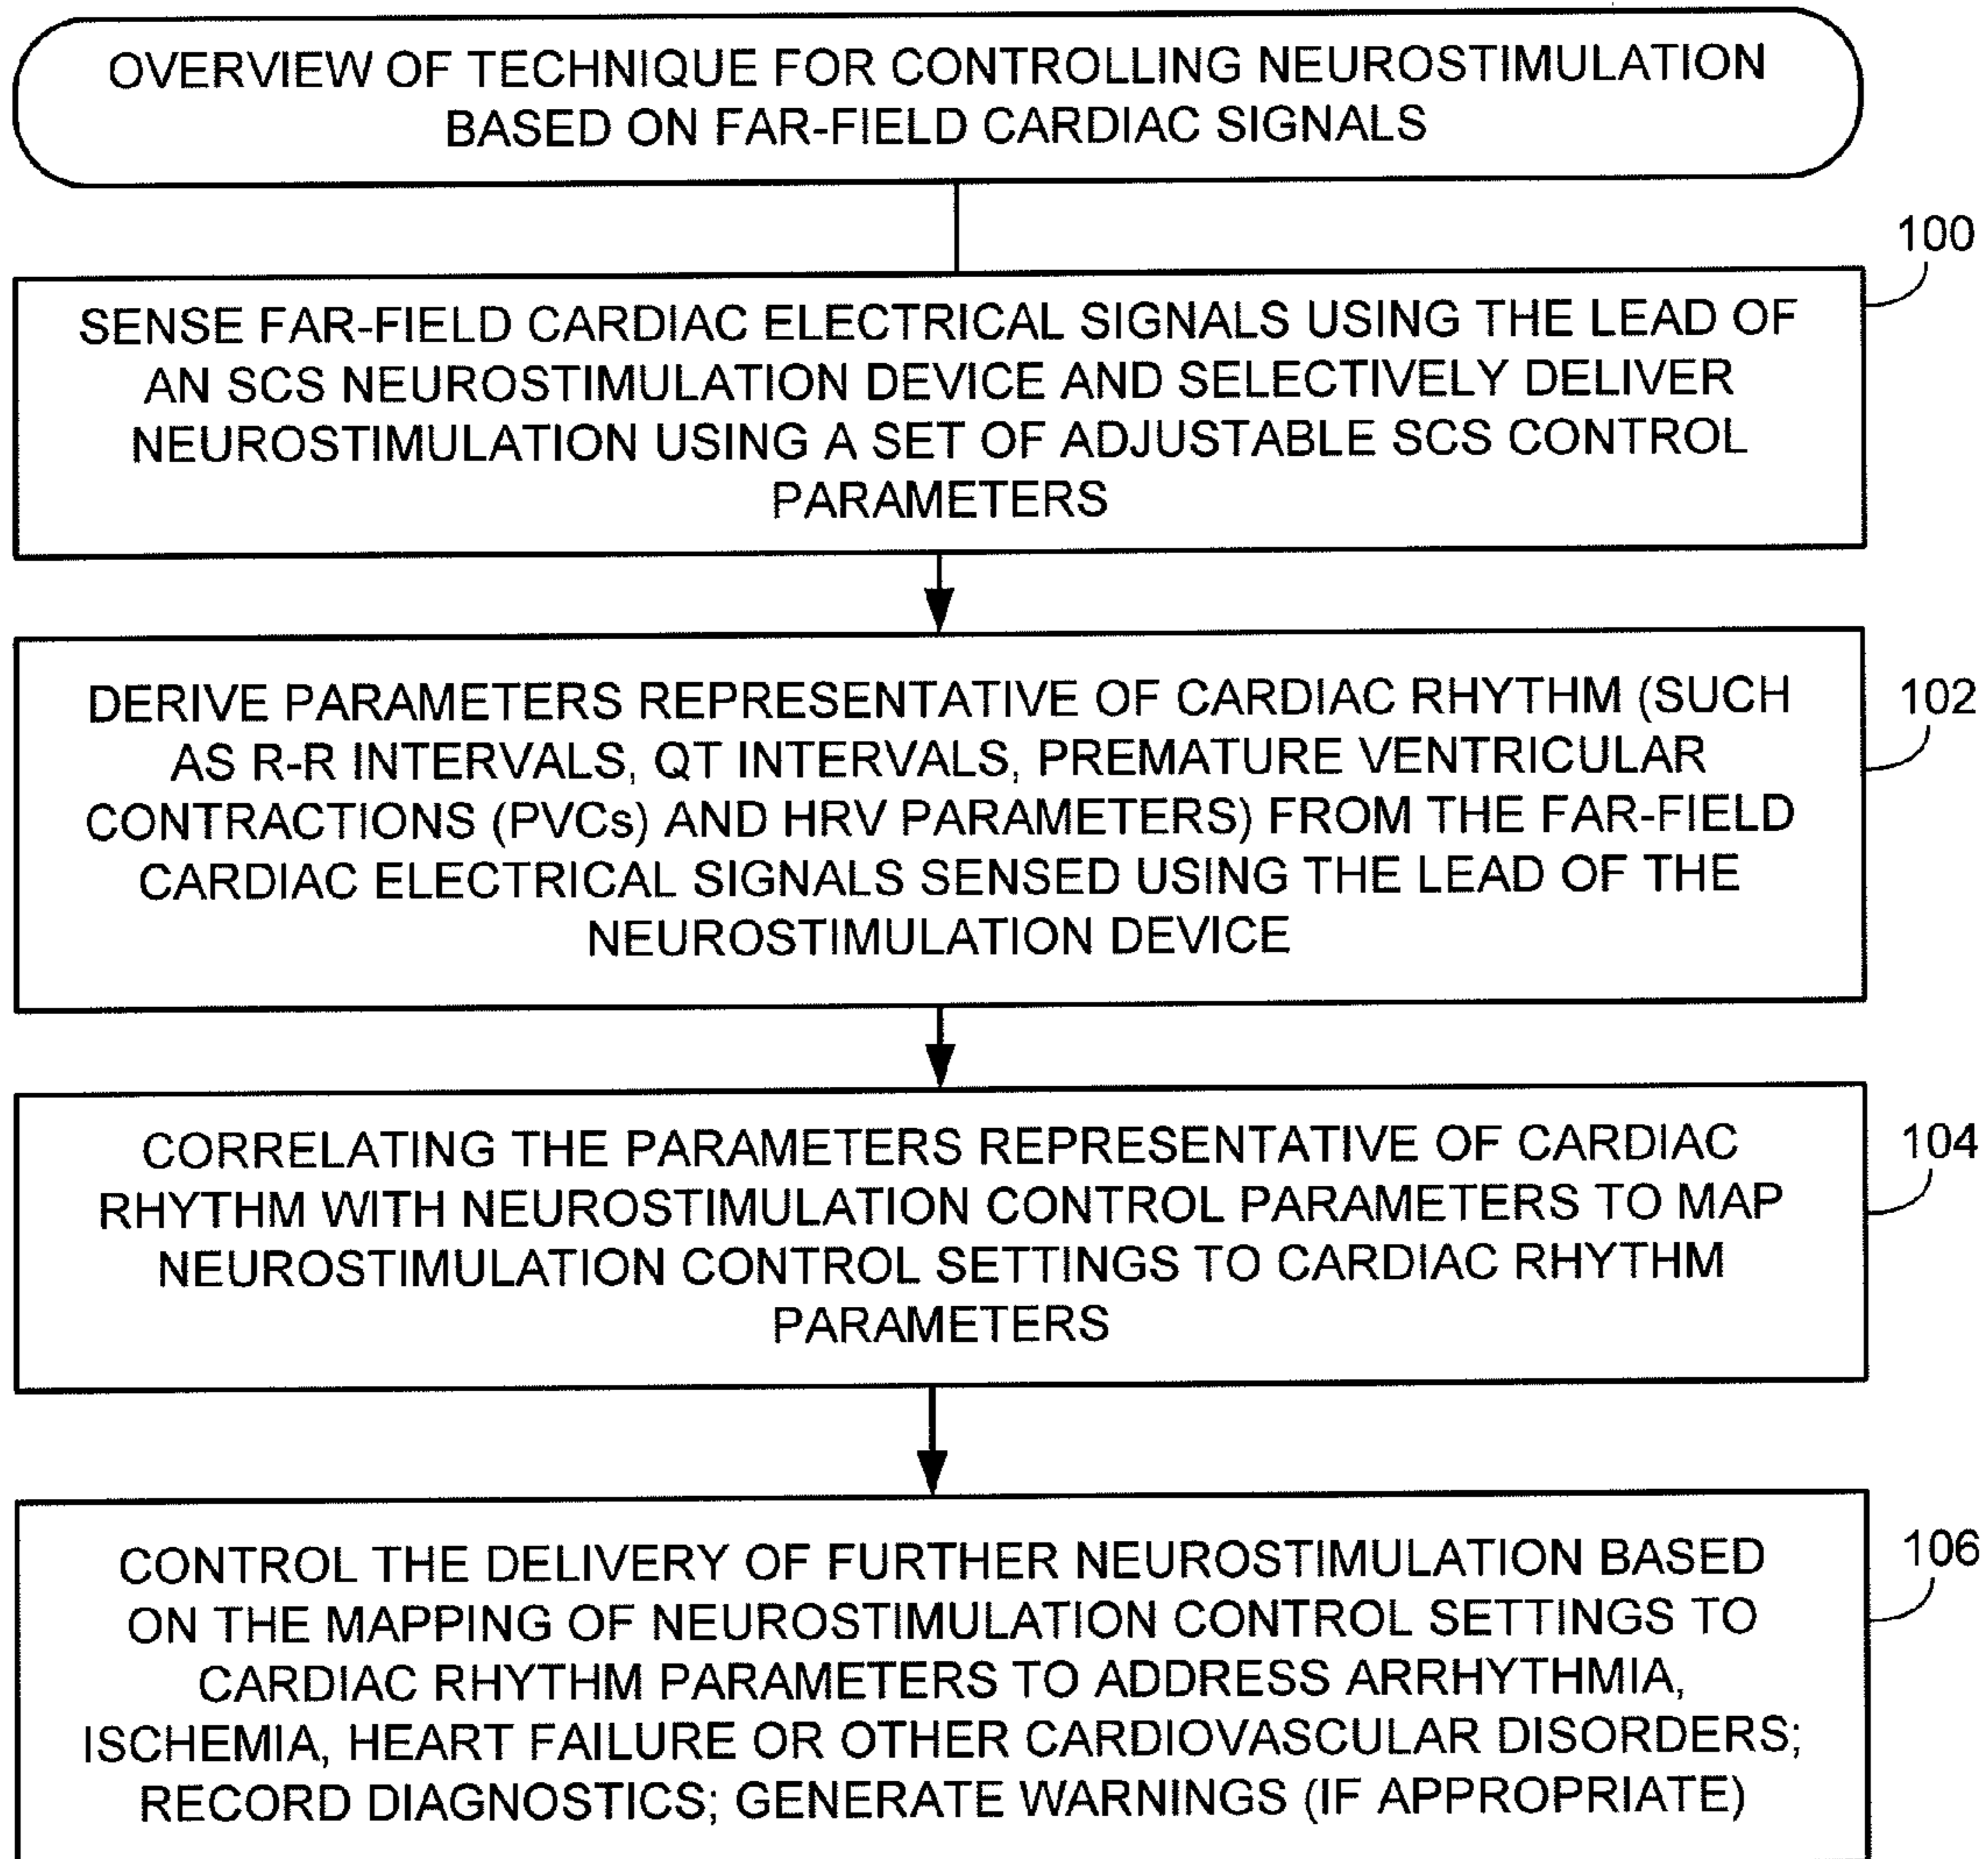 OVERVIEW OF TECHNIQUE FOR CONTROLLING NEUROSTIMULATION
BASED ON FAR-FIELD CARDIAC SIGNALS
100
SENSE FAR-FIELD CARDIAC ELECTRICAL SIGNALS USING THE LEAD OF
AN SCS NEUROSTIMULATION DEVICE AND SELECTIVELY DELIVER
NEUROSTIMULATION USING A SET OF ADJUSTABLE SCS CONTROL
PARAMETERS
102
DERIVE PARAMETERS REPRESENTATIVE OF CARDIAC RHYTHM (SUCH
AS R-R INTERVALS, QT INTERVALS, PREMATURE VENTRICULAR
CONTRACTIONS (PVCs) AND HRV PARAMETERS) FROM THE FAR-FIELD
CARDIAC ELECTRICAL SIGNALS SENSED USING THE LEAD OF THE
NEUROSTIMULATION DEVICE
104
CORRELATING THE PARAMETERS REPRESENTATIVE OF CARDIAC
RHYTHM WITH NEUROSTIMULATION CONTROL PARAMETERS TO MAP
NEUROSTIMULATION CONTROL SETTINGS TO CARDIAC RHYTHM
PARAMETERS
106
CONTROL THE DELIVERY OF FURTHER NEUROSTIMULATION BASED
ON THE MAPPING OF NEUROSTIMULATION CONTROL SETTINGS TO
CARDIAC RHYTHM PARAMETERS TO ADDRESS ARRHYTHMIA,
ISCHEMIA, HEART FAILURE OR OTHER CARDIOVASCULAR DISORDERS;
RECORD DIAGNOSTICS; GENERATE WARNINGS (IF APPROPRIATE)